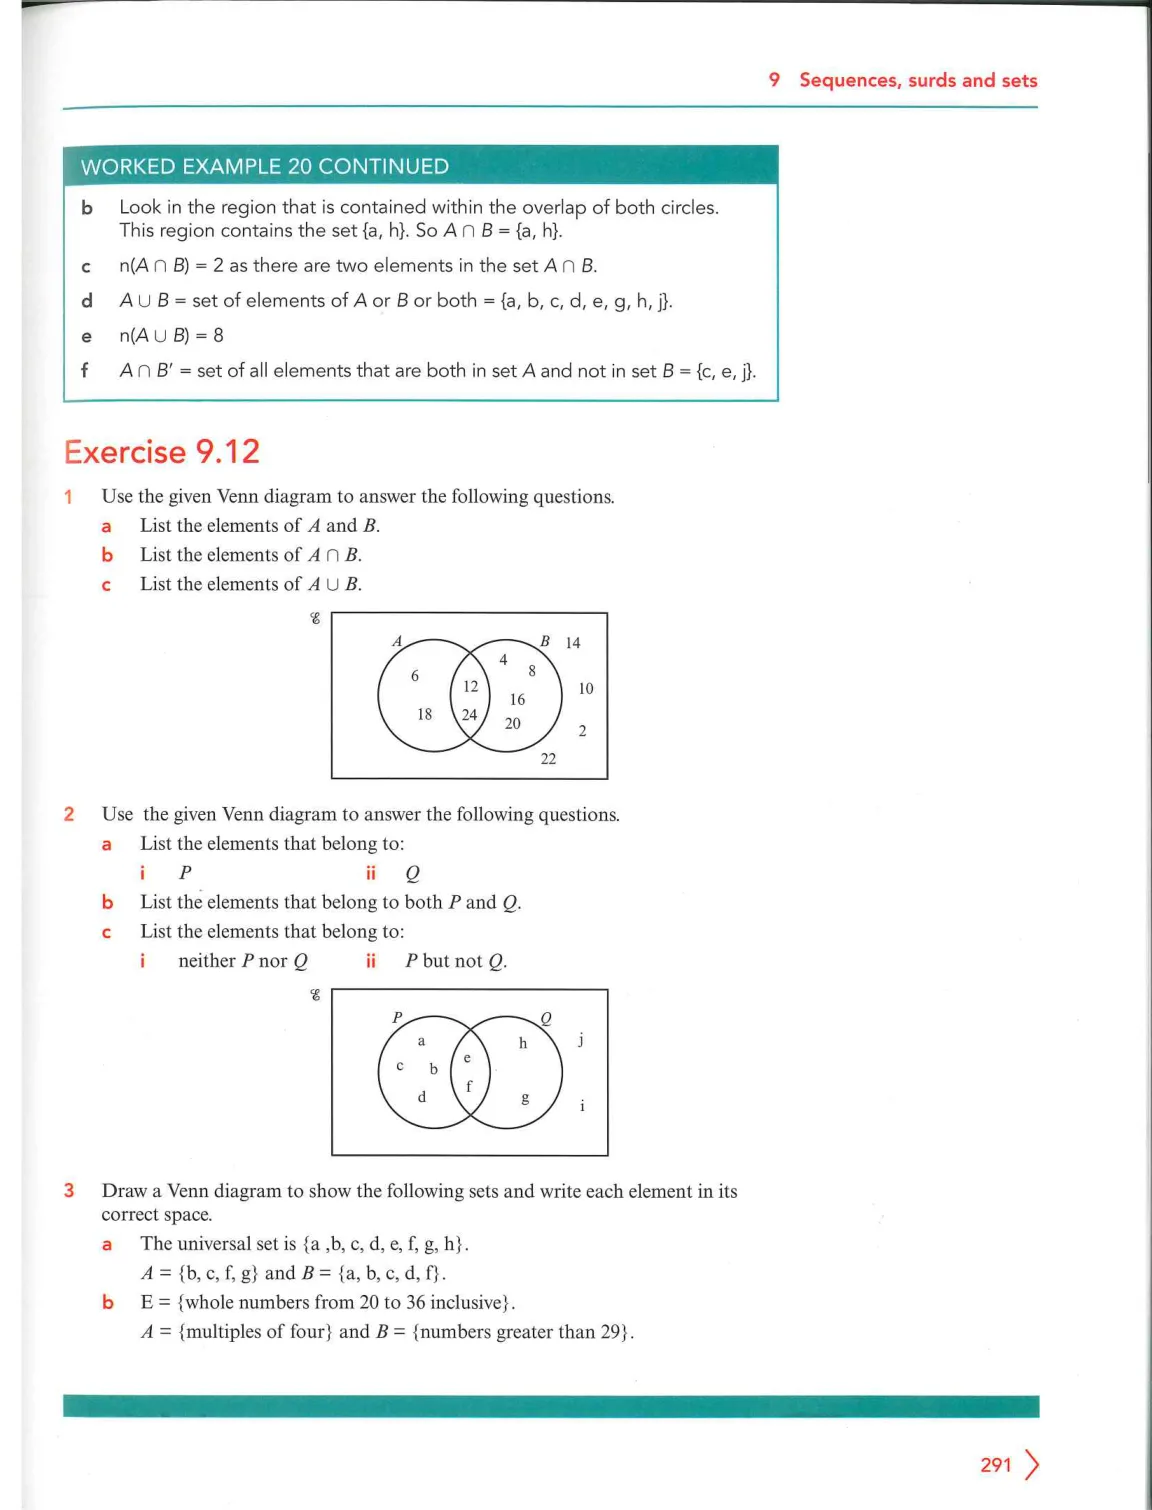 9 Sequences, surds and sets
WORKED EXAMPLE 20 CONTINUED
b Look in the region that is contained within the overlap of both circles.
This region contains the set {a, h}. So A ∩ B = {a, h}.
c n(A ∩ B) = 2 as there are two elements in the set A ∩ B.
d A ∪ B = set of elements of A or B or both = {a, b, c, d, e, g, h, j}.
e n(A ∪ B) = 8
f A ∩ B′ = set of all elements that are both in set A and not in set B = {c, e, j}.
Exercise 9.12
1 Use the given Venn diagram to answer the following questions.
a List the elements of A and B.
b List the elements of A ∩ B.
c List the elements of A ∪ B.
ℰ
A B 14
4
6 8
12 10
16
18 24 20
2
22
2 Use the given Venn diagram to answer the following questions.
a List the elements that belong to:
i P ii Q
b List the elements that belong to both P and Q.
c List the elements that belong to:
i neither P nor Q ii P but not Q.
ℰ
P Q
a h j
c b e
d f g i
3 Draw a Venn diagram to show the following sets and write each element in its
correct space.
a The universal set is {a ,b, c, d, e, f, g, h}.
A = {b, c, f, g} and B = {a, b, c, d, f}.
b E = {whole numbers from 20 to 36 inclusive}.
A = {multiples of four} and B = {numbers greater than 29}.
291 〉